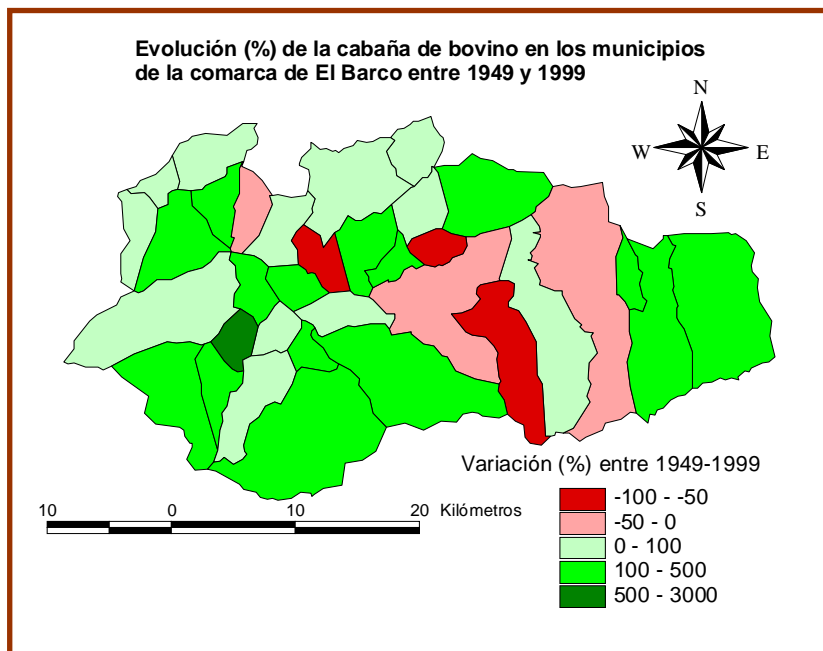 Evolución (%) de la cabaña de bovino en los municipios
de la comarca de El Barco entre 1949 y 1999
N
W
E
S
Variación (%) entre 1949-1999
-100 - -50
-50 - 0
0 - 100
100 - 500
500 - 3000
10 0 10 20 Kilómetros